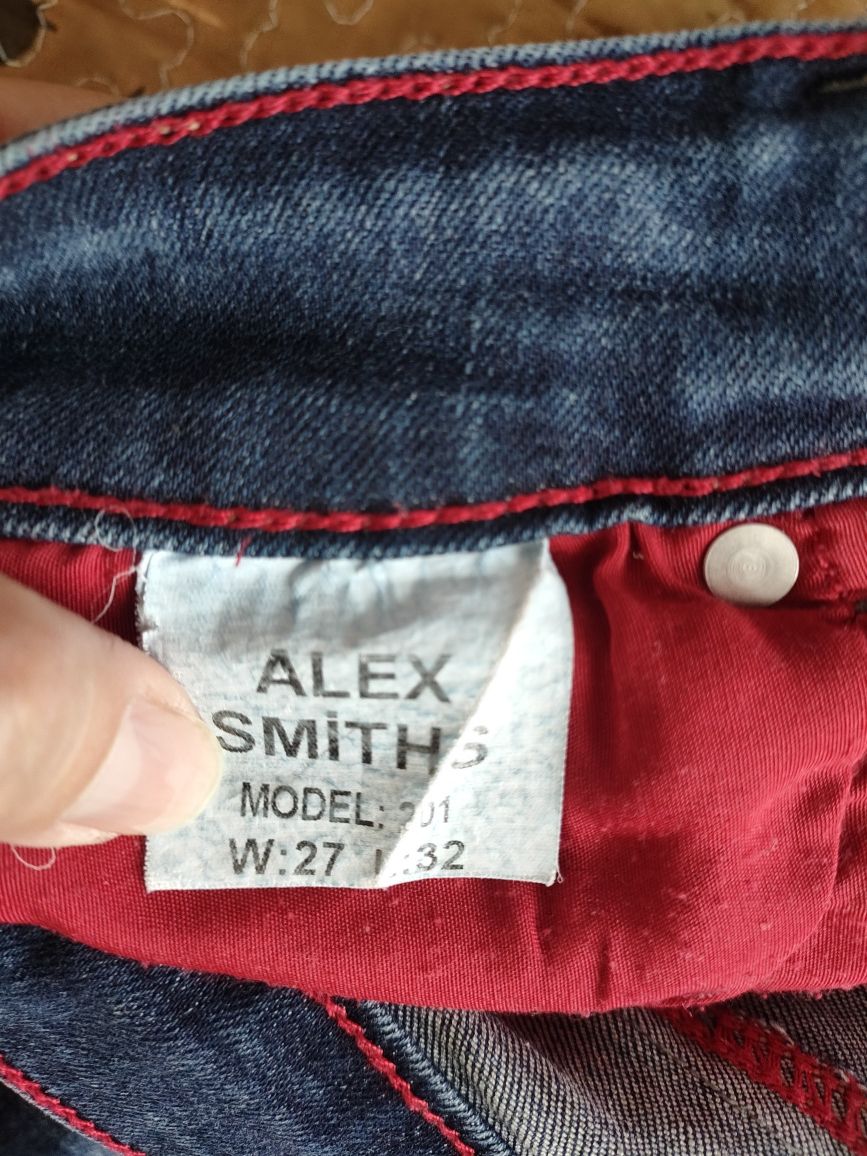 ALEX
SMiTHS
MODEL:
W:27 L:32